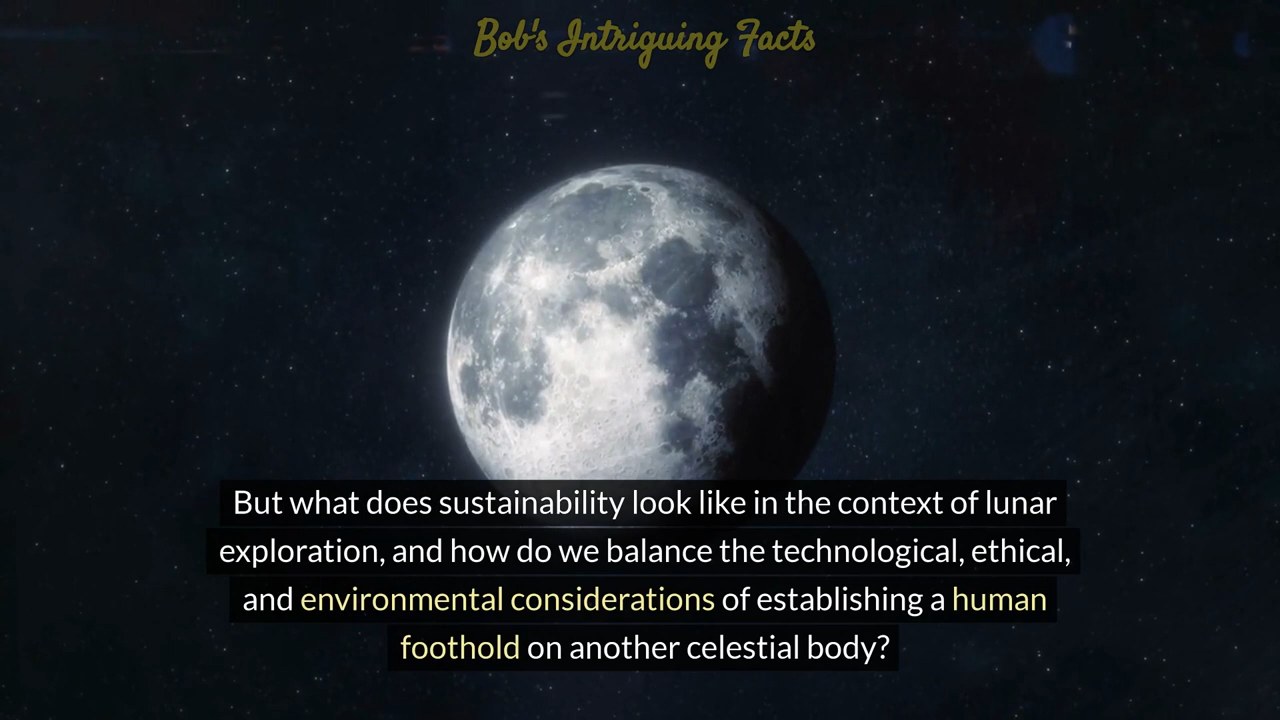 Bob's Intriguing Facts
But what does sustainability look like in the context of lunar
exploration, and how do we balance the technological, ethical,
and environmental considerations of establishing a human
foothold on another celestial body?